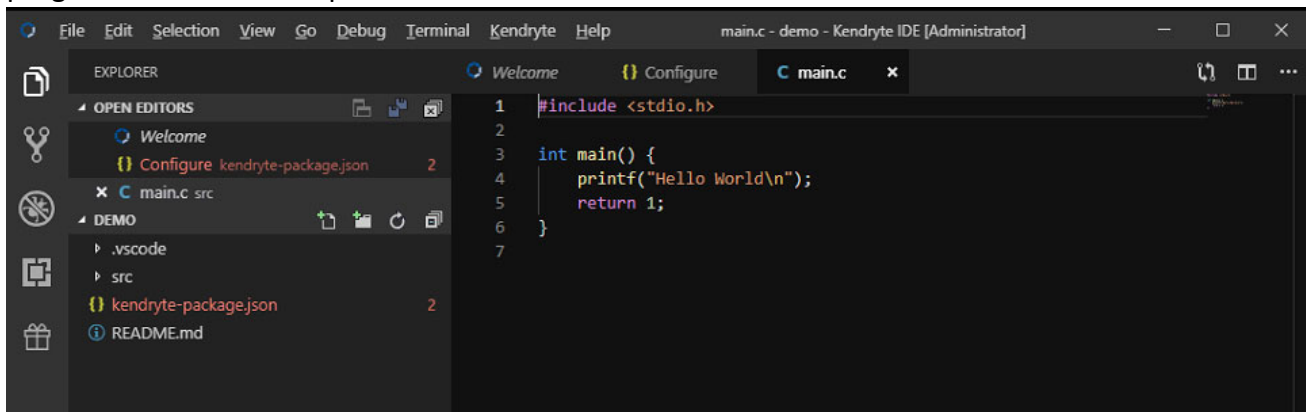 File Edit Selection View Go Debug Terminal Kendryte Help main.c - demo - Kendryte IDE [Administrator]
EXPLORER
OPEN EDITORS
Welcome
{} Configure kendryte-package.json 2
C main.c src
DEMO
.vscode
src
{} kendryte-package.json 2
README.md
Welcome {} Configure C main.c
1 #include <stdio.h>
2
3 int main() {
4 printf("Hello World\n");
5 return 1;
6 }
7